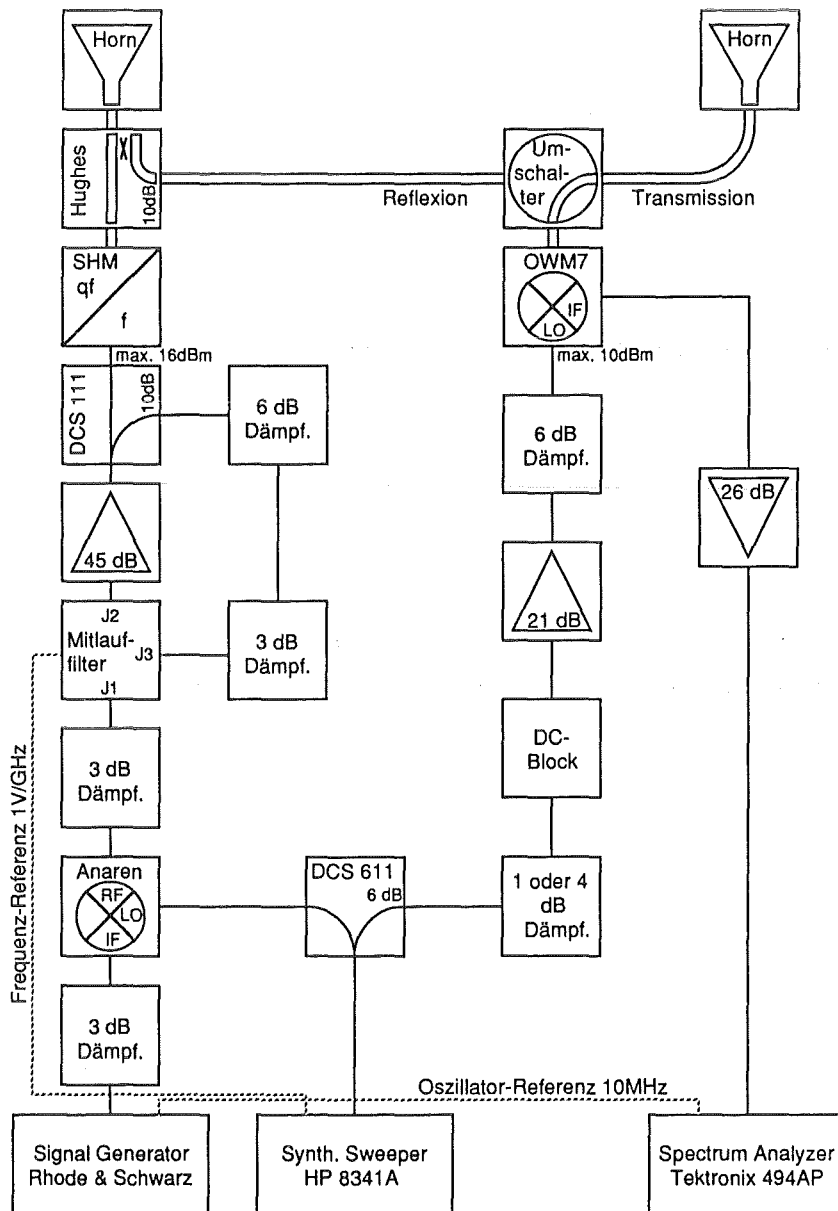 Horn
Horn
Hughes
10dB
Um-
schal-
ter
Reflexion
Transmission
SHM
qf
f
OWM7
IF
LO
max. 16dBm
max. 10dBm
DCS 111
10dB
6 dB
Dämpf.
6 dB
Dämpf.
26 dB
45 dB
21 dB
J2
Mitlauf-
filter
J3
J1
3 dB
Dämpf.
DC-
Block
3 dB
Dämpf.
Frequenz-Referenz 1V/GHz
Anaren
RF
LO
IF
DCS 611
6 dB
1 oder 4
dB
Dämpf.
3 dB
Dämpf.
Oszillator-Referenz 10MHz
Signal Generator
Rhode & Schwarz
Synth. Sweeper
HP 8341A
Spectrum Analyzer
Tektronix 494AP